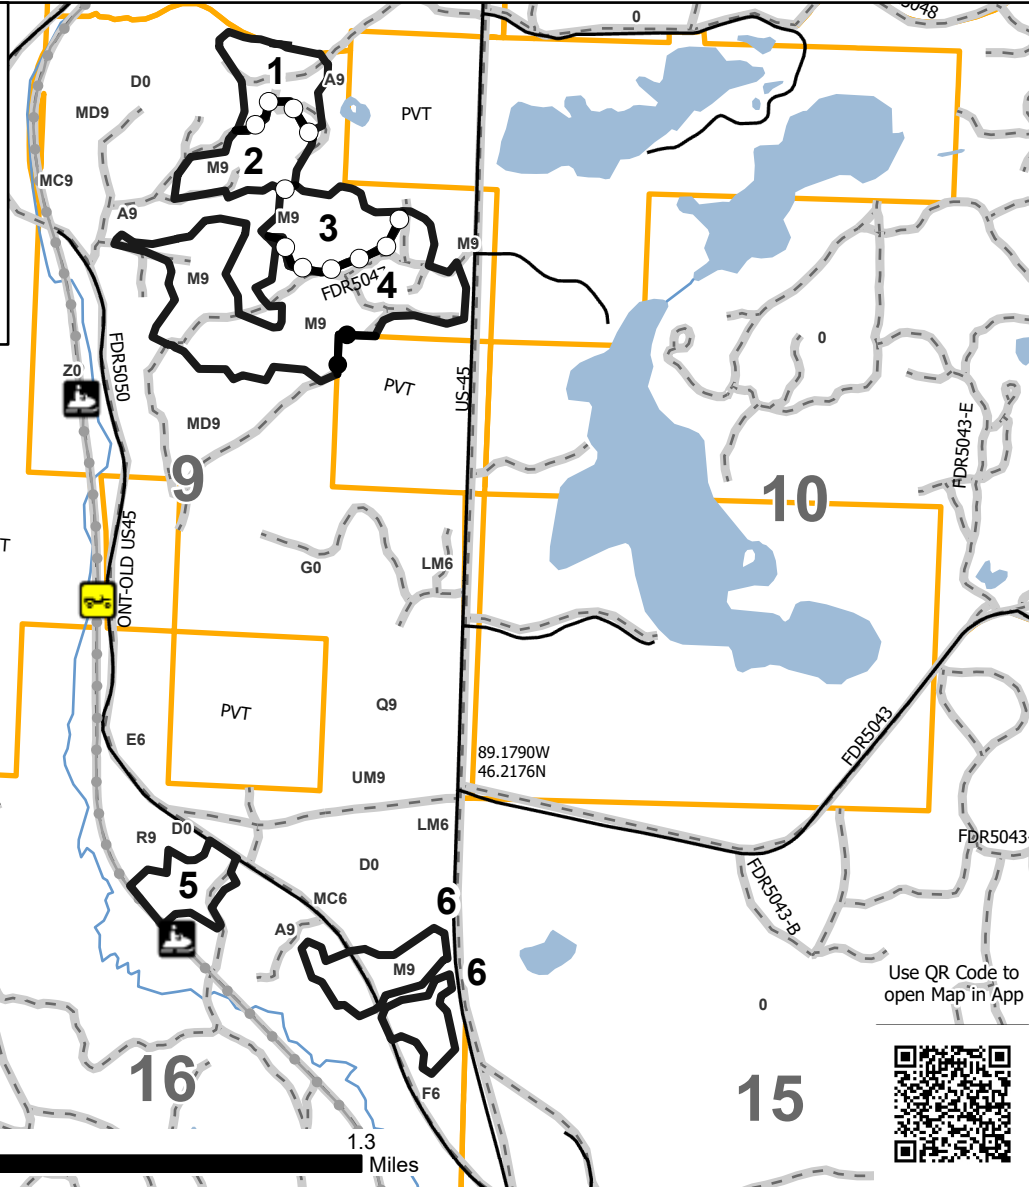 0
5048
D0
1
A9
MD9
PVT
M9
2
MC9
A9
M9
3
M9
M9
FDR5047
4
M9
0
FDR5050
Z0
PVT
US-45
MD9
FDR5043-E
9
10
ONT-OLD US45
T
G0
LM6
PVT
Q9
E6
FDR5043
89.1790W
46.2176N
UM9
LM6
D0
R9
FDR5043-
D0
5
FDR5043-B
MC6
6
A9
M9
6
Use QR Code to
open Map in App
0
16
15
F6
1.3
Miles